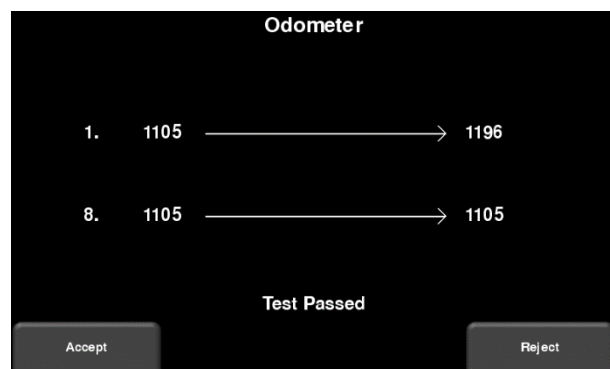 Odometer
1. 1105 1196
8. 1105 1105
Test Passed
Accept Reject